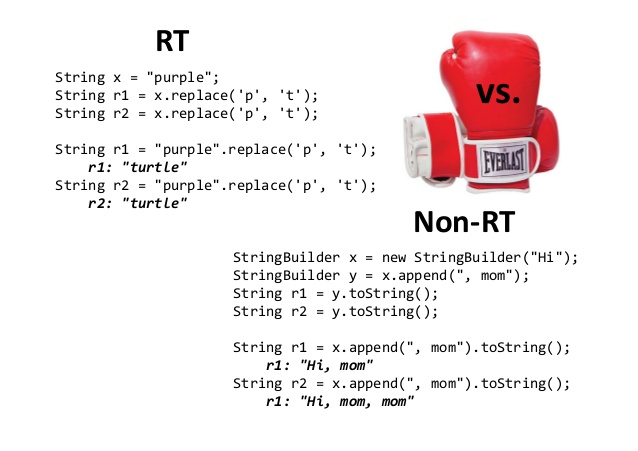 RT
String x = "purple";
String r1 = x.replace('p', 't');
String r2 = x.replace('p', 't');
String r1 = "purple".replace('p', 't');
r1: "turtle"
String r2 = "purple".replace('p', 't');
r2: "turtle"
vs.
EVERLAST
Non-RT
StringBuilder x = new StringBuilder("Hi");
StringBuilder y = x.append(", mom");
String r1 = y.toString();
String r2 = y.toString();
String r1 = x.append(", mom").toString();
r1: "Hi, mom"
String r2 = x.append(", mom").toString();
r1: "Hi, mom, mom"